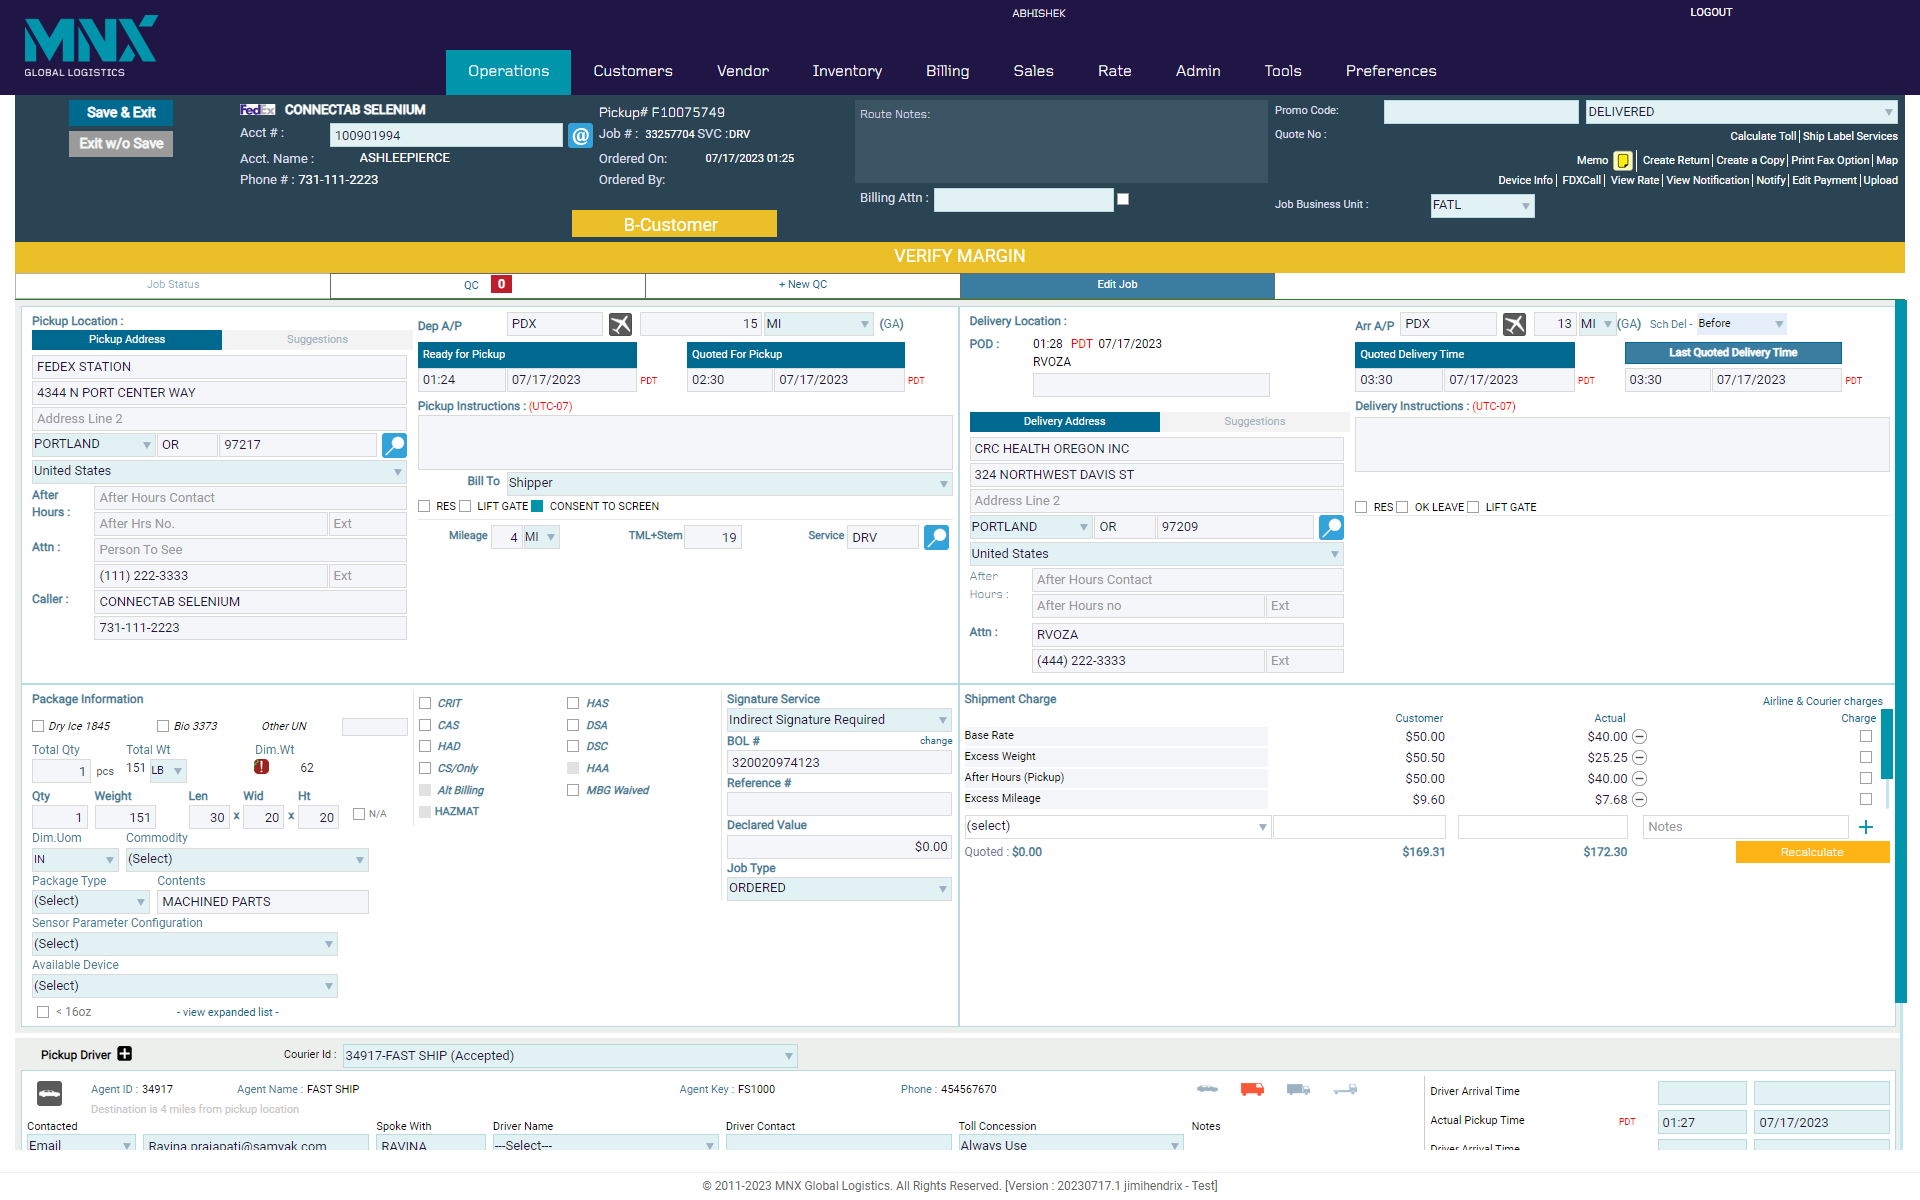 ABHISHEK
LOGOUT
MNX
GLOBAL LOGISTICS
Operations Customers Vendor Inventory Billing Sales Rate Admin Tools Preferences
Save & Exit
Exit w/o Save
FedEx CONNECTAB SELENIUM
Acct # : 100901994 @
Acct. Name : ASHLEEPIERCE
Phone # : 731-111-2223
Pickup# F10075749
Job # : 33257704 SVC :DRV
Ordered On: 07/17/2023 01:25
Ordered By:
B-Customer
Route Notes:
Billing Attn :
Promo Code: DELIVERED
Quote No :
Calculate Toll | Ship Label Services
Memo Create Return | Create a Copy | Print Fax Option | Map
Device Info | FDXCall | View Rate | View Notification | Notify | Edit Payment | Upload
Job Business Unit : FATL
VERIFY MARGIN
Job Status QC 0 + New QC Edit Job
Pickup Location :
Pickup Address Suggestions
FEDEX STATION
4344 N PORT CENTER WAY
Address Line 2
PORTLAND OR 97217
United States
After Hours : After Hours Contact
After Hrs No. Ext
Attn : Person To See
(111) 222-3333 Ext
Caller : CONNECTAB SELENIUM
731-111-2223
Dep A/P PDX 15 MI (GA)
Ready for Pickup Quoted For Pickup
01:24 07/17/2023 PDT 02:30 07/17/2023 PDT
Pickup Instructions : (UTC-07)
Bill To Shipper
RES LIFT GATE CONSENT TO SCREEN
Mileage 4 MI TML+Stem 19 Service DRV
Delivery Location :
POD : 01:28 PDT 07/17/2023
RVOZA
Delivery Address Suggestions
CRC HEALTH OREGON INC
324 NORTHWEST DAVIS ST
Address Line 2
PORTLAND OR 97209
United States
After Hours : After Hours Contact
After Hours no Ext
Attn : RVOZA
(444) 222-3333 Ext
Arr A/P PDX 13 MI (GA) Sch Del - Before
Quoted Delivery Time Last Quoted Delivery Time
03:30 07/17/2023 PDT 03:30 07/17/2023 PDT
Delivery Instructions : (UTC-07)
RES OK LEAVE LIFT GATE
Package Information
Dry Ice 1845 Bio 3373 Other UN
Total Qty Total Wt Dim.Wt
1 pcs 151 LB ! 62
Qty Weight Len Wid Ht
1 151 30 x 20 x 20 N/A
Dim.Uom Commodity
IN (Select)
Package Type Contents
(Select) MACHINED PARTS
Sensor Parameter Configuration
(Select)
Available Device
(Select)
< 16oz - view expanded list -
CRIT HAS
CAS DSA
HAD DSC
CS/Only HAA
Alt Billing MBG Waived
HAZMAT
Signature Service
Indirect Signature Required
BOL # change
320020974123
Reference #
Declared Value
$0.00
Job Type
ORDERED
Shipment Charge Airline & Courier charges
Customer Actual Charge
Base Rate $50.00 $40.00
Excess Weight $50.50 $25.25
After Hours (Pickup) $50.00 $40.00
Excess Mileage $9.60 $7.68
(select) Notes +
Quoted : $0.00 $169.31 $172.30 Recalculate
Pickup Driver Courier Id : 34917-FAST SHIP (Accepted)
Agent ID : 34917 Agent Name : FAST SHIP Agent Key : FS1000 Phone : 454567670
Destination is 4 miles from pickup location
Contacted Spoke With Driver Name Driver Contact Toll Concession Notes
Email Ravina.prajapati@samyak.com RAVINA ---Select--- Always Use
Driver Arrival Time
Actual Pickup Time PDT 01:27 07/17/2023
Driver Arrival Time
© 2011-2023 MNX Global Logistics. All Rights Reserved. [Version : 20230717.1 jimihendrix - Test]